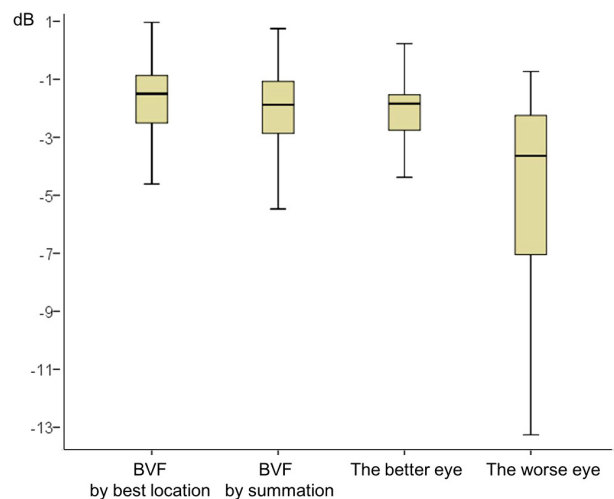 dB
1
-1
-3
-5
-7
-9
-11
-13
BVF
by best location
BVF
by summation
The better eye
The worse eye